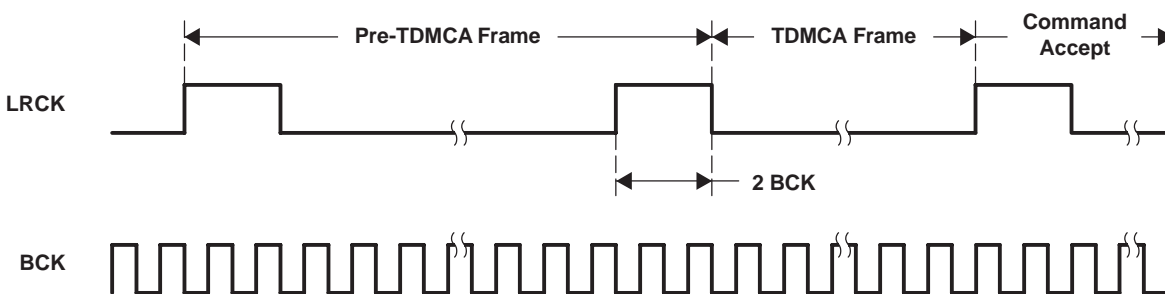 Pre-TDMCA Frame
TDMCA Frame
Command
Accept
LRCK
2 BCK
BCK